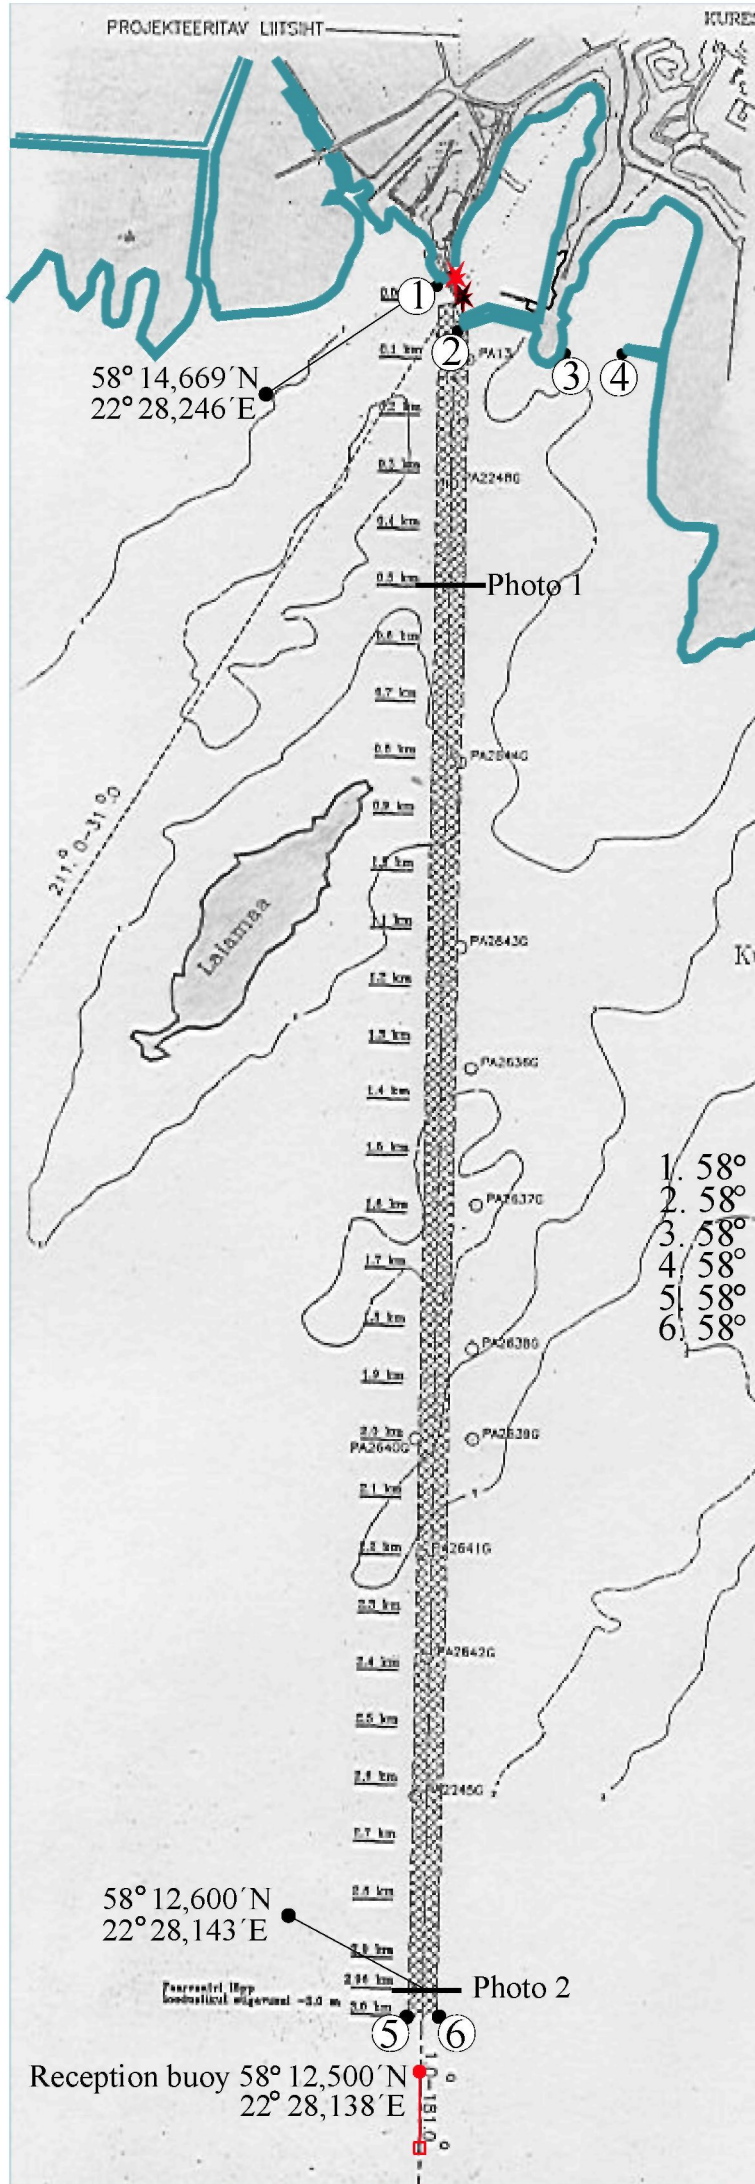 PROJEKTEERITAV LIITSIHT
KURES
1
2
3
4
58° 14,669´N
22° 28,246´E
0.1 km
PA13
0.2 km
0.3 km
PA2248G
0.4 km
0.5 km
Photo 1
0.6 km
0.7 km
0.8 km
PA2644G
0.9 km
211.°0-31°.0
Lalamaa
1.1 km
PA2643G
Ku
1.2 km
1.3 km
PA2636G
1.4 km
1.5 km
1. 58°
2. 58°
3. 58°
4. 58°
5. 58°
6. 58°
1.6 km
PA2637G
1.7 km
1.8 km
PA2638G
1.9 km
2.0 km
PA2640G
PA2639G
2.1 km
2.2 km
PA2641G
2.3 km
2.4 km
PA2642G
2.5 km
2.6 km
PA2245G
2.7 km
2.8 km
58° 12,600´N
22° 28,143´E
2.9 km
2.96 km
Photo 2
3.0 km
5
6
Reception buoy 58° 12,500´N
22° 28,138´E
1.0-181.0